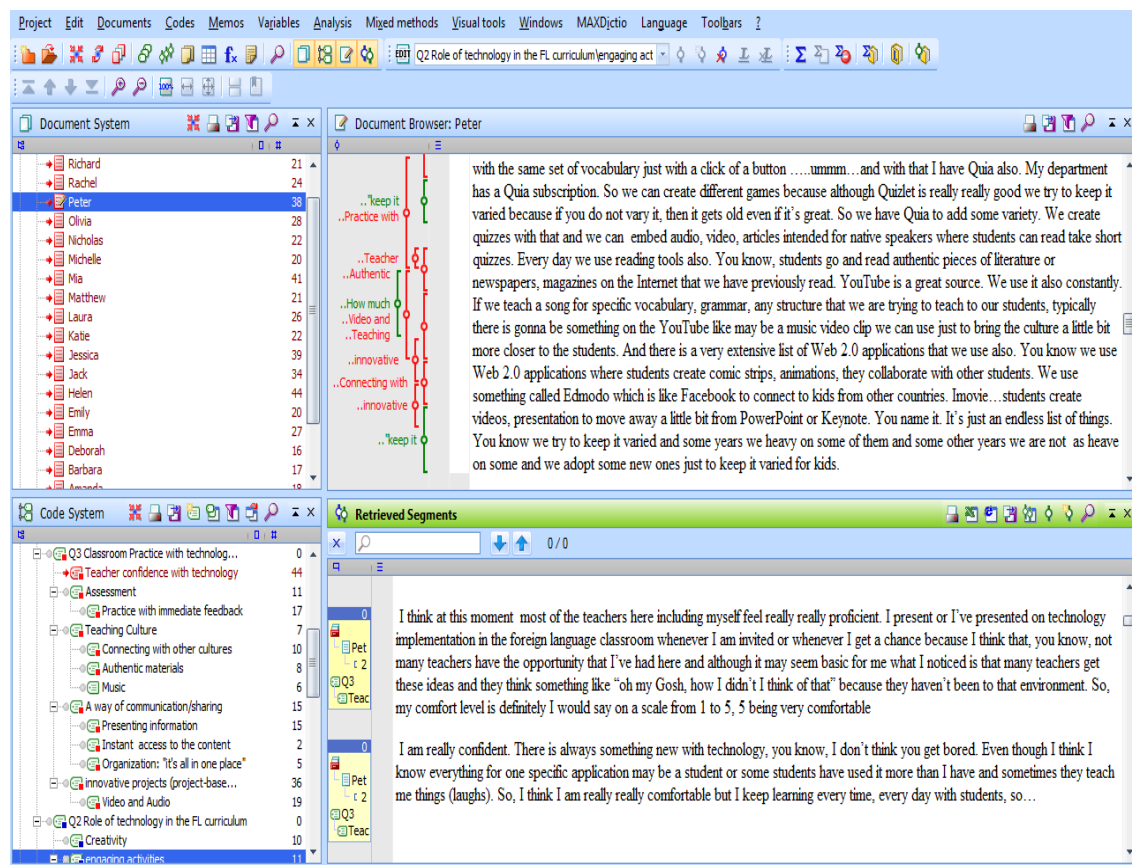 Project Edit Documents Codes Memos Variables Analysis Mixed methods Visual tools Windows MAXDictio Language Toolbars ?
EDIT Q2 Role of technology in the FL curriculum\engaging act
100%
Document System
Richard 21
Rachel 24
Peter 38
Olivia 28
Nicholas 22
Michelle 20
Mia 41
Matthew 21
Laura 26
Katie 22
Jessica 39
Jack 34
Helen 44
Emily 20
Emma 27
Deborah 16
Barbara 17
Amanda 18
Document Browser: Peter
.."keep it
..Practice with
..Teacher
..Authentic
..How much
..Video and
..Teaching
..innovative
..Connecting with
..innovative
.."keep it
with the same set of vocabulary just with a click of a button …..ummm…and with that I have Quia also. My department
has a Quia subscription. So we can create different games because although Quizlet is really really good we try to keep it
varied because if you do not vary it, then it gets old even if it's great. So we have Quia to add some variety. We create
quizzes with that and we can embed audio, video, articles intended for native speakers where students can read take short
quizzes. Every day we use reading tools also. You know, students go and read authentic pieces of literature or
newspapers, magazines on the Internet that we have previously read. YouTube is a great source. We use it also constantly.
If we teach a song for specific vocabulary, grammar, any structure that we are trying to teach to our students, typically
there is gonna be something on the YouTube like may be a music video clip we can use just to bring the culture a little bit
more closer to the students. And there is a very extensive list of Web 2.0 applications that we use also. You know we use
Web 2.0 applications where students create comic strips, animations, they collaborate with other students. We use
something called Edmodo which is like Facebook to connect to kids from other countries. Imovie…students create
videos, presentation to move away a little bit from PowerPoint or Keynote. You name it. It's just an endless list of things.
You know we try to keep it varied and some years we heavy on some of them and some other years we are not as heave
on some and we adopt some new ones just to keep it varied for kids.
Code System
Q3 Classroom Practice with technolog... 0
Teacher confidence with technology 44
Assessment 11
Practice with immediate feedback 17
Teaching Culture 7
Connecting with other cultures 10
Authentic materials 8
Music 6
A way of communication/sharing 15
Presenting information 15
Instant access to the content 2
Organization: "it's all in one place" 5
innovative projects (project-base... 36
Video and Audio 19
Q2 Role of technology in the FL curriculum 0
Creativity 10
engaging activities 11
Retrieved Segments
0/0
0
Pet
2
Q3
Teac
I think at this moment most of the teachers here including myself feel really really proficient. I present or I've presented on technology
implementation in the foreign language classroom whenever I am invited or whenever I get a chance because I think that, you know, not
many teachers have the opportunity that I've had here and although it may seem basic for me what I noticed is that many teachers get
these ideas and they think something like "oh my Gosh, how I didn't I think of that" because they haven't been to that environment. So,
my comfort level is definitely I would say on a scale from 1 to 5, 5 being very comfortable
0
Pet
2
Q3
Teac
I am really confident. There is always something new with technology, you know, I don't think you get bored. Even though I think I
know everything for one specific application may be a student or some students have used it more than I have and sometimes they teach
me things (laughs). So, I think I am really really comfortable but I keep learning every time, every day with students, so…